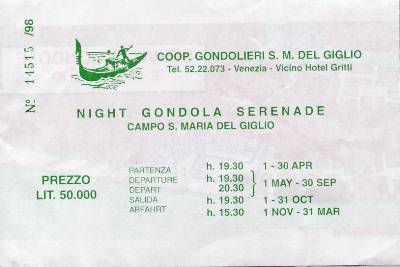 Nº 14515 /98
COOP. GONDOLIERI S. M. DEL GIGLIO
Tel. 52.22.073 - Venezia - Vicino Hotel Gritti
NIGHT GONDOLA SERENADE
CAMPO S. MARIA DEL GIGLIO
PREZZO
LIT. 50.000
PARTENZA h. 19.30 1 - 30 APR
DEPARTURE h. 19.30
DEPART 20.30 1 MAY - 30 SEP
SALIDA h. 19.30 1 - 31 OCT
ABFAHRT h. 15.30 1 NOV - 31 MAR